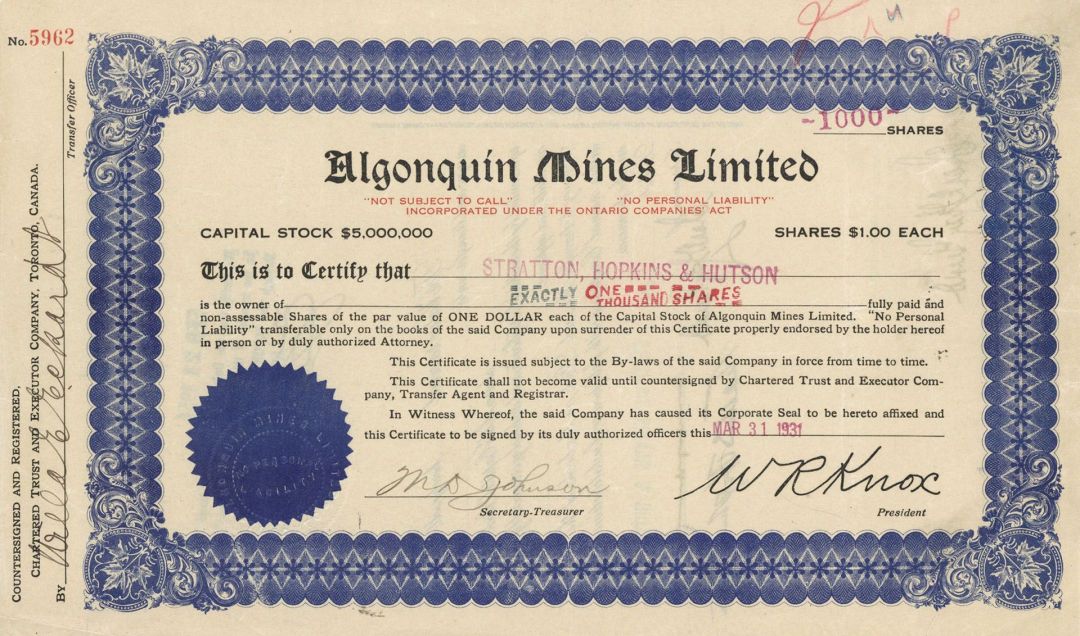 No. 5962
-1000- SHARES
Algonquin Mines Limited
"NOT SUBJECT TO CALL" "NO PERSONAL LIABILITY"
INCORPORATED UNDER THE ONTARIO COMPANIES' ACT
CAPITAL STOCK $5,000,000 SHARES $1.00 EACH
This is to Certify that STRATTON, HOPKINS & HUTSON
EXACTLY ONE THOUSAND SHARES
is the owner of fully paid and
non-assessable Shares of the par value of ONE DOLLAR each of the Capital Stock of Algonquin Mines Limited. "No Personal
Liability" transferable only on the books of the said Company upon surrender of this Certificate properly endorsed by the holder hereof
in person or by duly authorized Attorney.
This Certificate is issued subject to the By-laws of the said Company in force from time to time.
This Certificate shall not become valid until countersigned by Chartered Trust and Executor Com-
pany, Transfer Agent and Registrar.
In Witness Whereof, the said Company has caused its Corporate Seal to be hereto affixed and
this Certificate to be signed by its duly authorized officers this MAR 31 1931
M D Johnson W R Knox
Secretary-Treasurer President
COUNTERSIGNED AND REGISTERED.
CHARTERED TRUST AND EXECUTOR COMPANY, TORONTO, CANADA.
By Willa E Eckardt
Transfer Officer